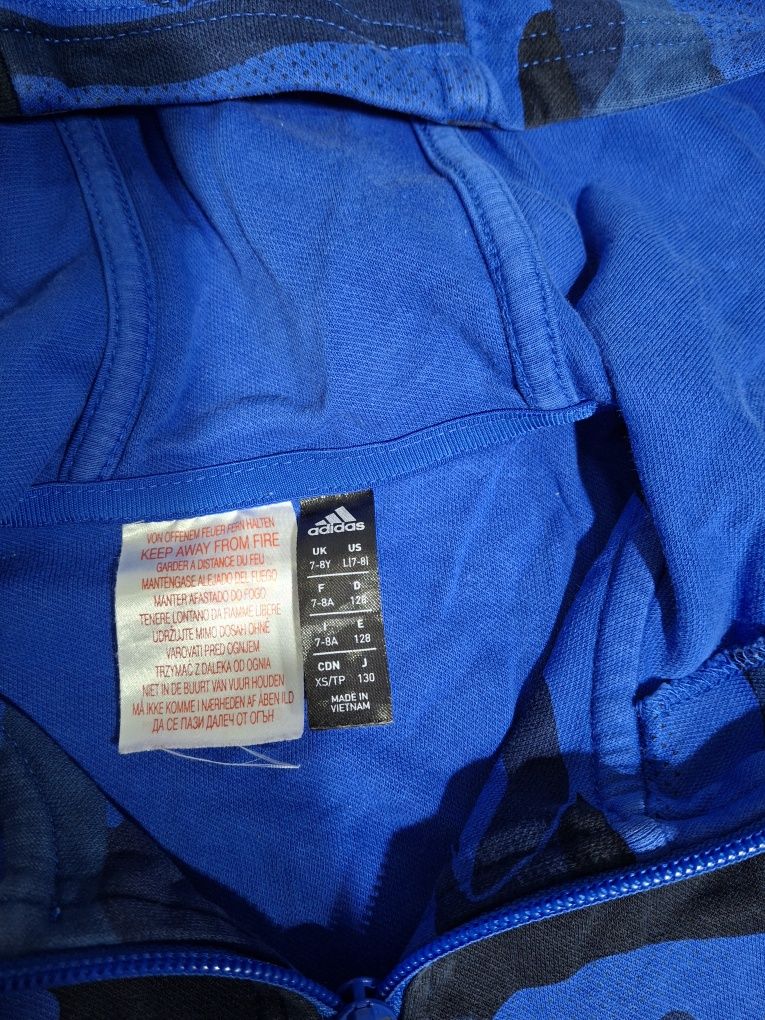 VON OFFENEM FEUER FERN HALTEN
KEEP AWAY FROM FIRE
GARDER A DISTANCE DU FEU
MANTÉNGASE ALEJADO DEL FUEGO
MANTER AFASTADO DO FOGO
TENERE LONTANO DA FIAMME LIBERE
UDRŽUJTE MIMO DOSAH OHNĚ
VAROVATI PRED OGNJEM
TRZYMAĆ Z DALEKA OD OGNIA
NIET IN DE BUURT VAN VUUR HOUDEN
MÅ IKKE KOMME I NÆRHEDEN AF ÅBEN ILD
ДА СЕ ПАЗИ ДАЛЕЧ ОТ ОГЪН
adidas
UK US
7-8Y L(7-8)
F D
7-8A 128
I E
7-8A 128
CDN J
XS/TP 130
MADE IN
VIETNAM